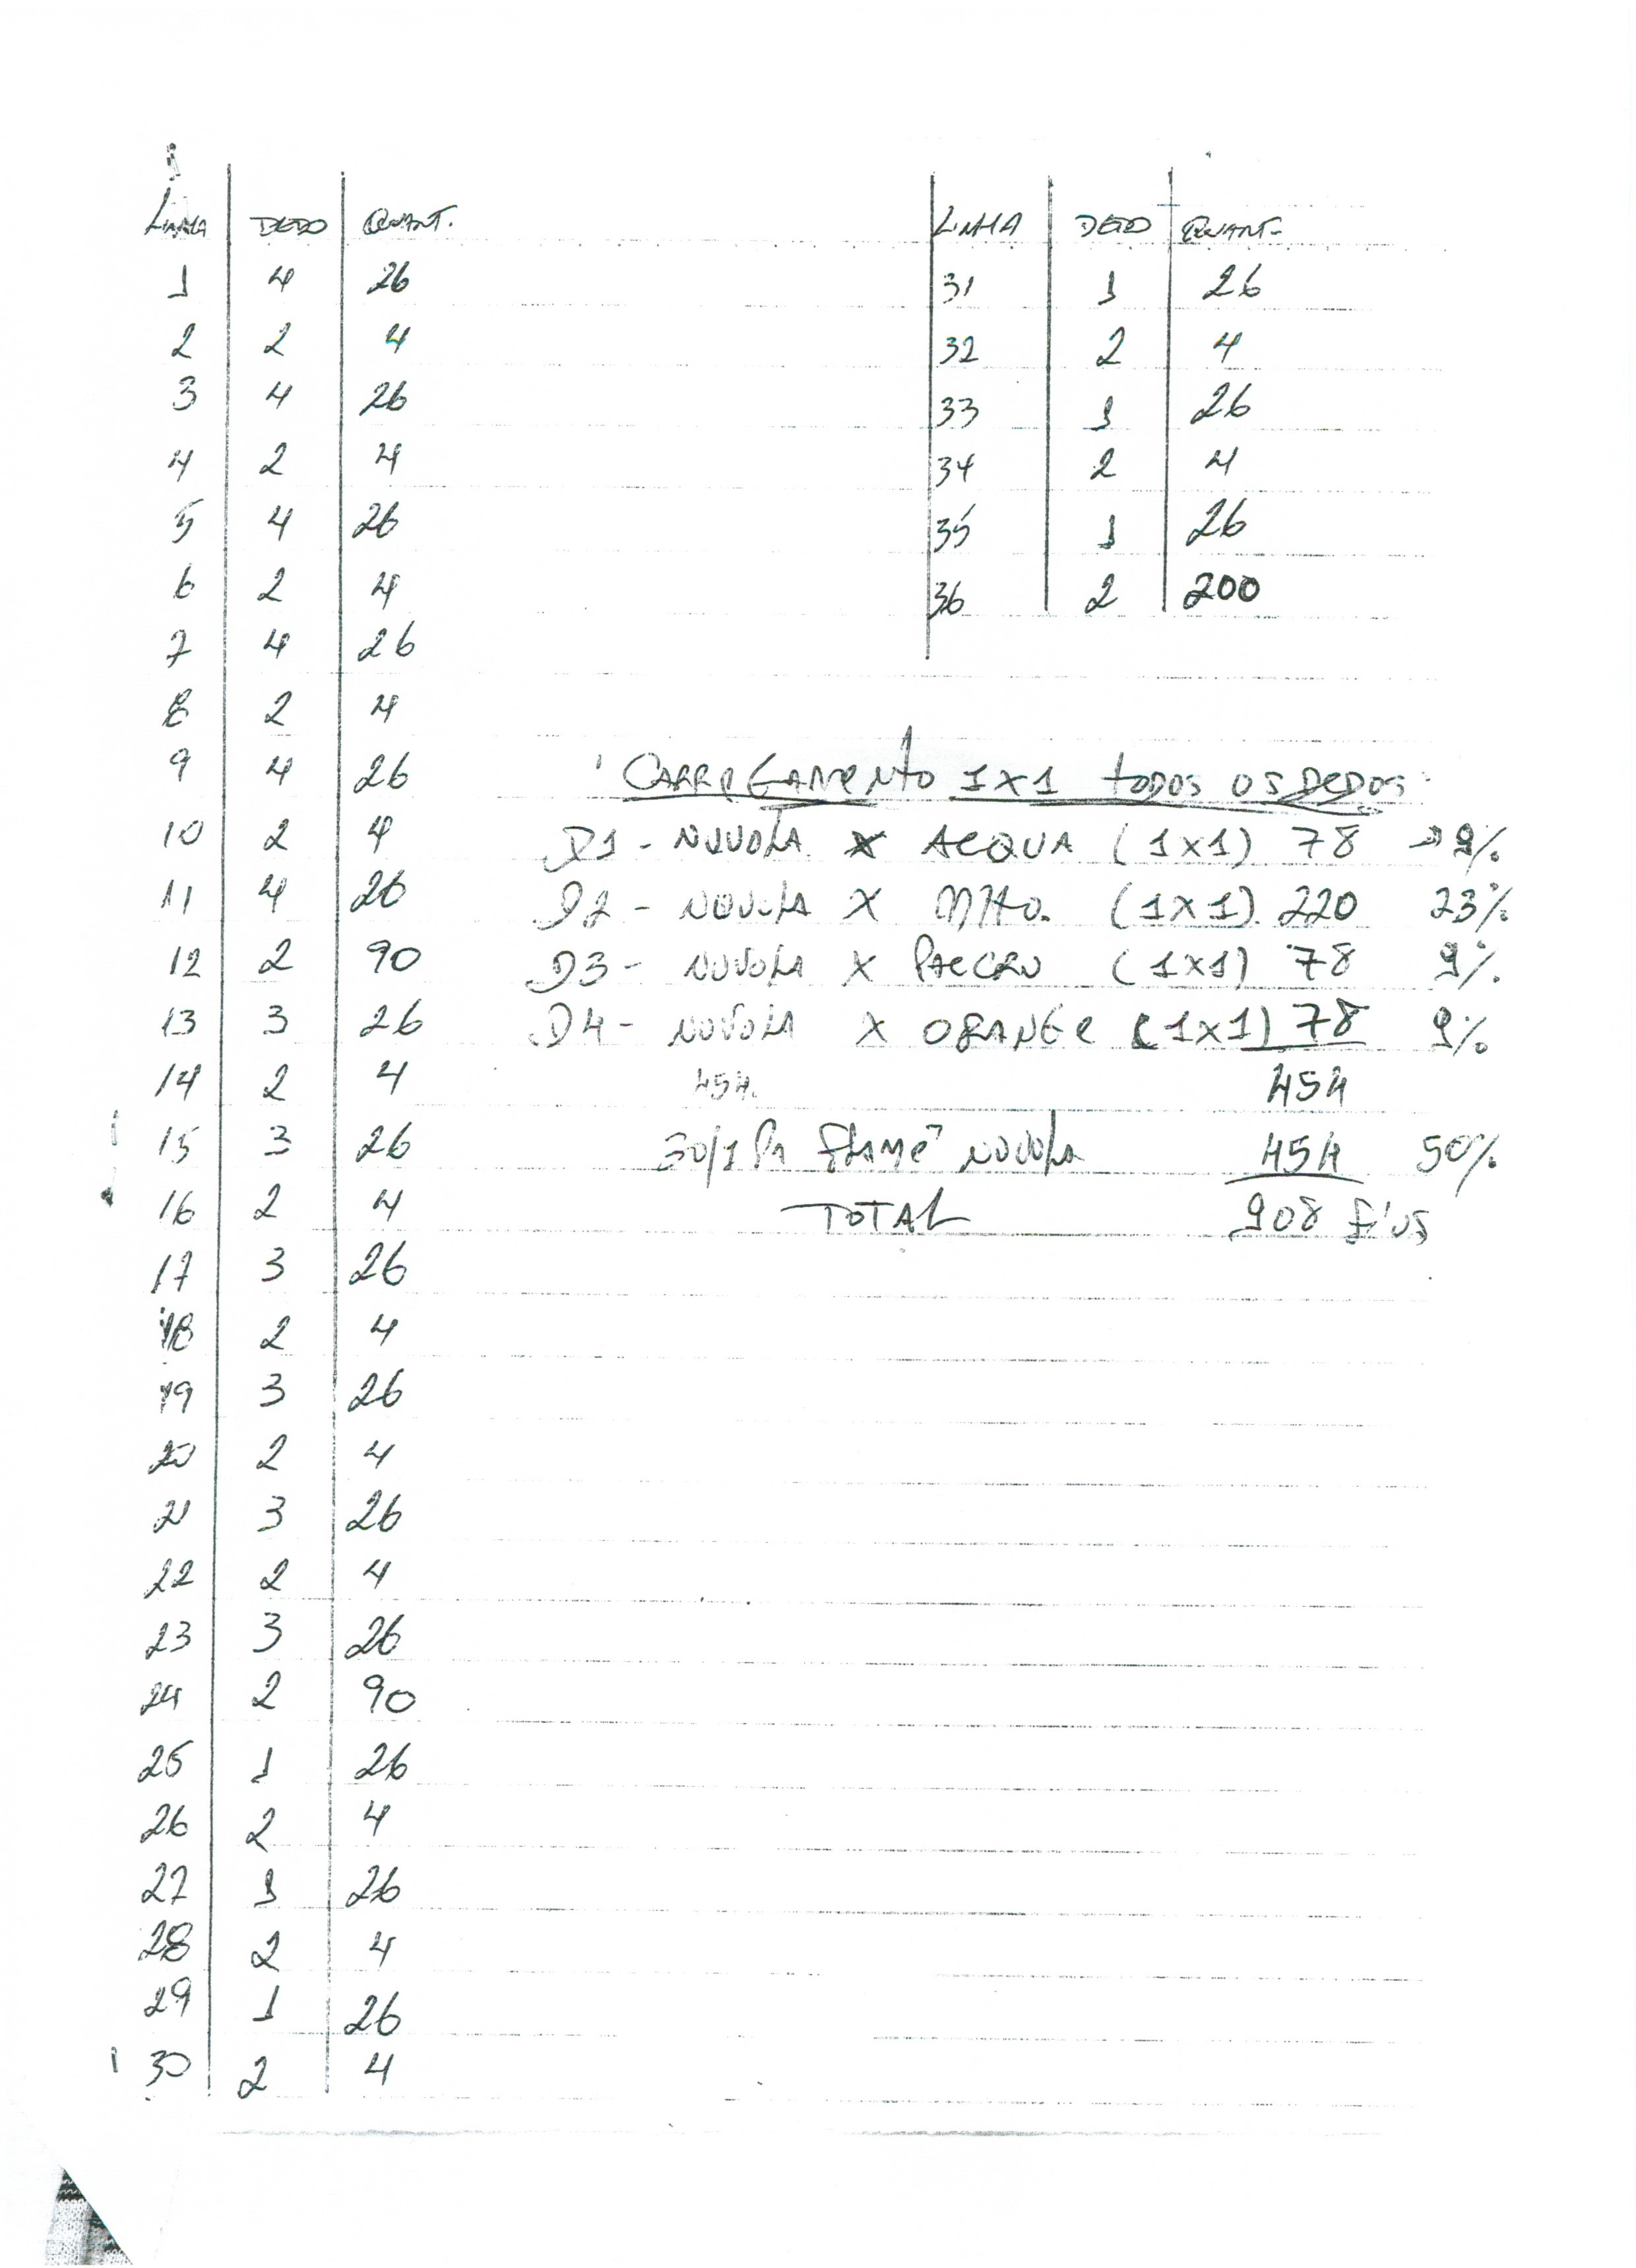 LINHA DEDO QUANT.
1 4 26
2 2 4
3 4 26
4 2 4
5 4 26
6 2 4
7 4 26
8 2 4
9 4 26
10 2 4
11 4 26
12 2 90
13 3 26
14 2 4
15 3 26
16 2 4
17 3 26
18 2 4
19 3 26
20 2 4
21 3 26
22 2 4
23 3 26
24 2 90
25 1 26
26 2 4
27 1 26
28 2 4
29 1 26
30 2 4
LINHA DEDO QUANT-
31 1 26
32 2 4
33 1 26
34 2 4
35 1 26
36 2 200
CARREGAMENTO 1X1 TODOS OS DEDOS
D1 - NUVOLA X ACQUA (1X1) 78 → 9%
D2 - NUVOLA X (1X1). 220 23%
D3 - NUVOLA X (1X1) 78 9%
D4 - NUVOLA X ORANGE (1X1) 78 9%
454. 454
30/1 FLAMÊ NUVOLA 454 50%
TOTAL 908 FIOS